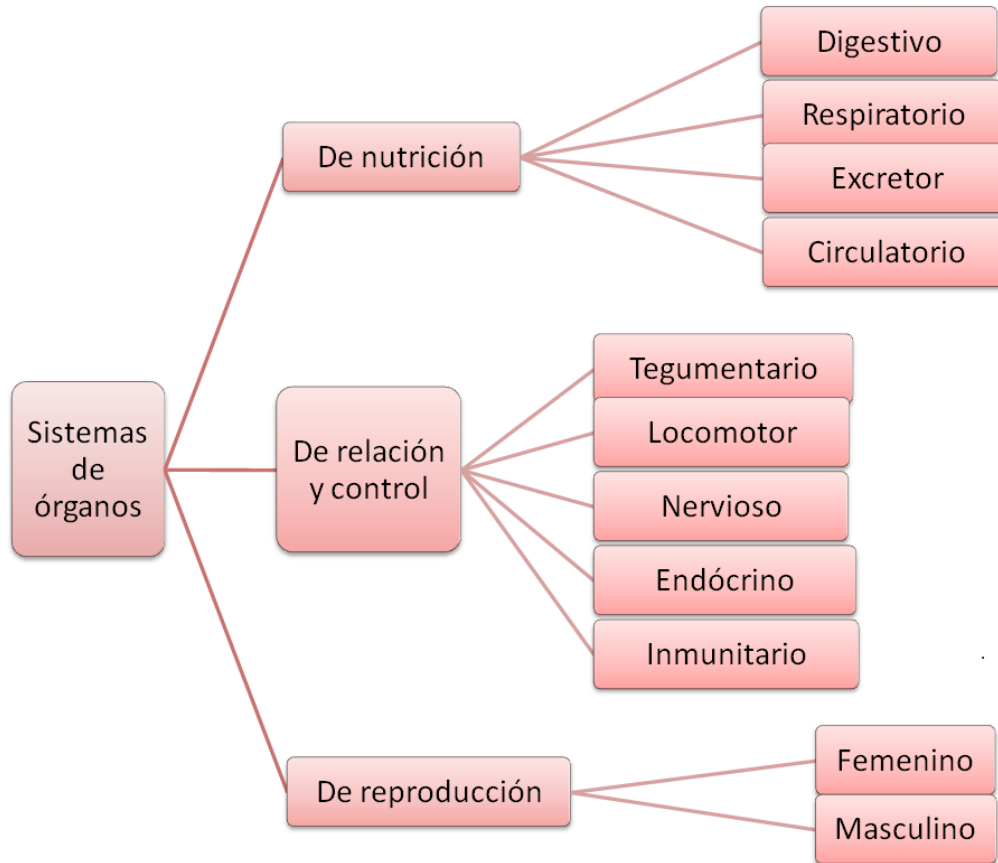 Sistemas
de
órganos
De nutrición
Digestivo
Respiratorio
Excretor
Circulatorio
De relación
y control
Tegumentario
Locomotor
Nervioso
Endócrino
Inmunitario
De reproducción
Femenino
Masculino